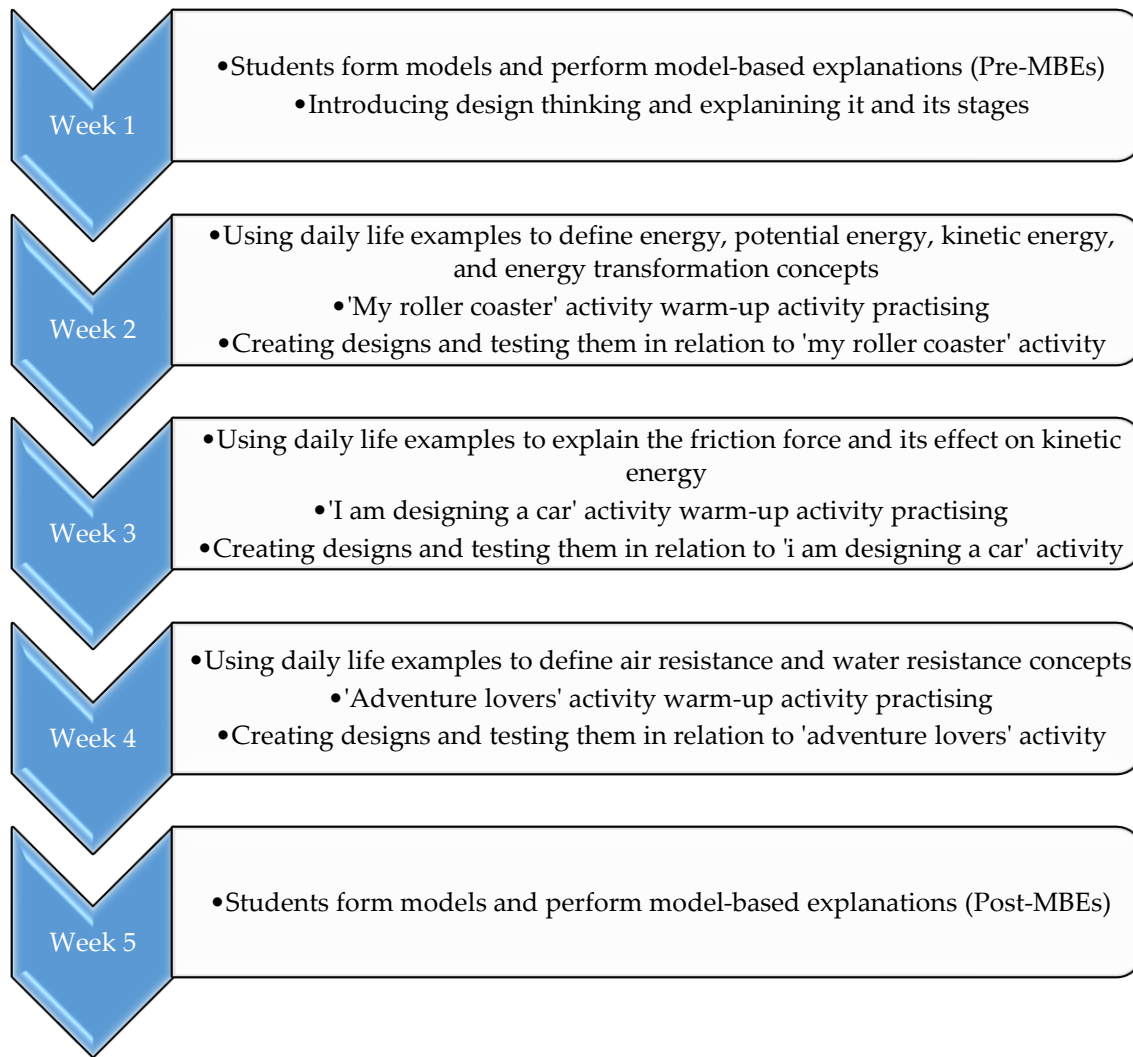 Week 1
•Students form models and perform model-based explanations (Pre-MBEs)
•Introducing design thinking and explanining it and its stages
Week 2
•Using daily life examples to define energy, potential energy, kinetic energy,
and energy transformation concepts
•'My roller coaster' activity warm-up activity practising
•Creating designs and testing them in relation to 'my roller coaster' activity
Week 3
•Using daily life examples to explain the friction force and its effect on kinetic
energy
•'I am designing a car' activity warm-up activity practising
•Creating designs and testing them in relation to 'i am designing a car' activity
Week 4
•Using daily life examples to define air resistance and water resistance concepts
•'Adventure lovers' activity warm-up activity practising
•Creating designs and testing them in relation to 'adventure lovers' activity
Week 5
•Students form models and perform model-based explanations (Post-MBEs)